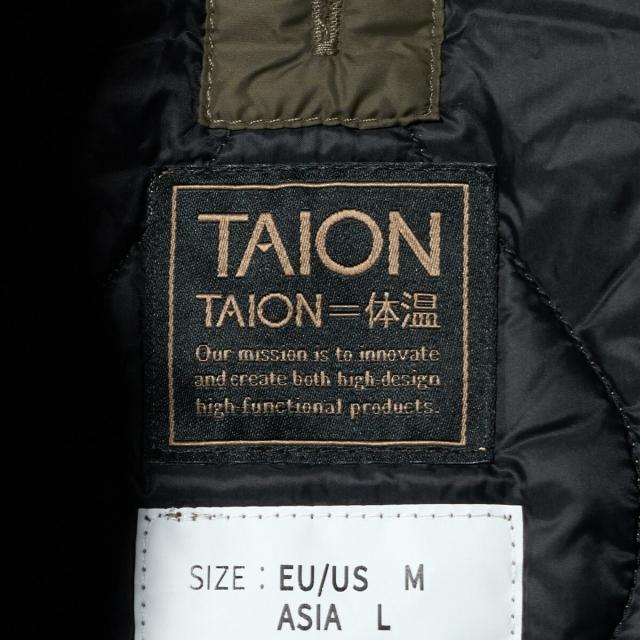 TAION
TAION=体温
Our mission is to innovate
and create both high-design
high-functional products.
SIZE : EU/US M
ASIA L